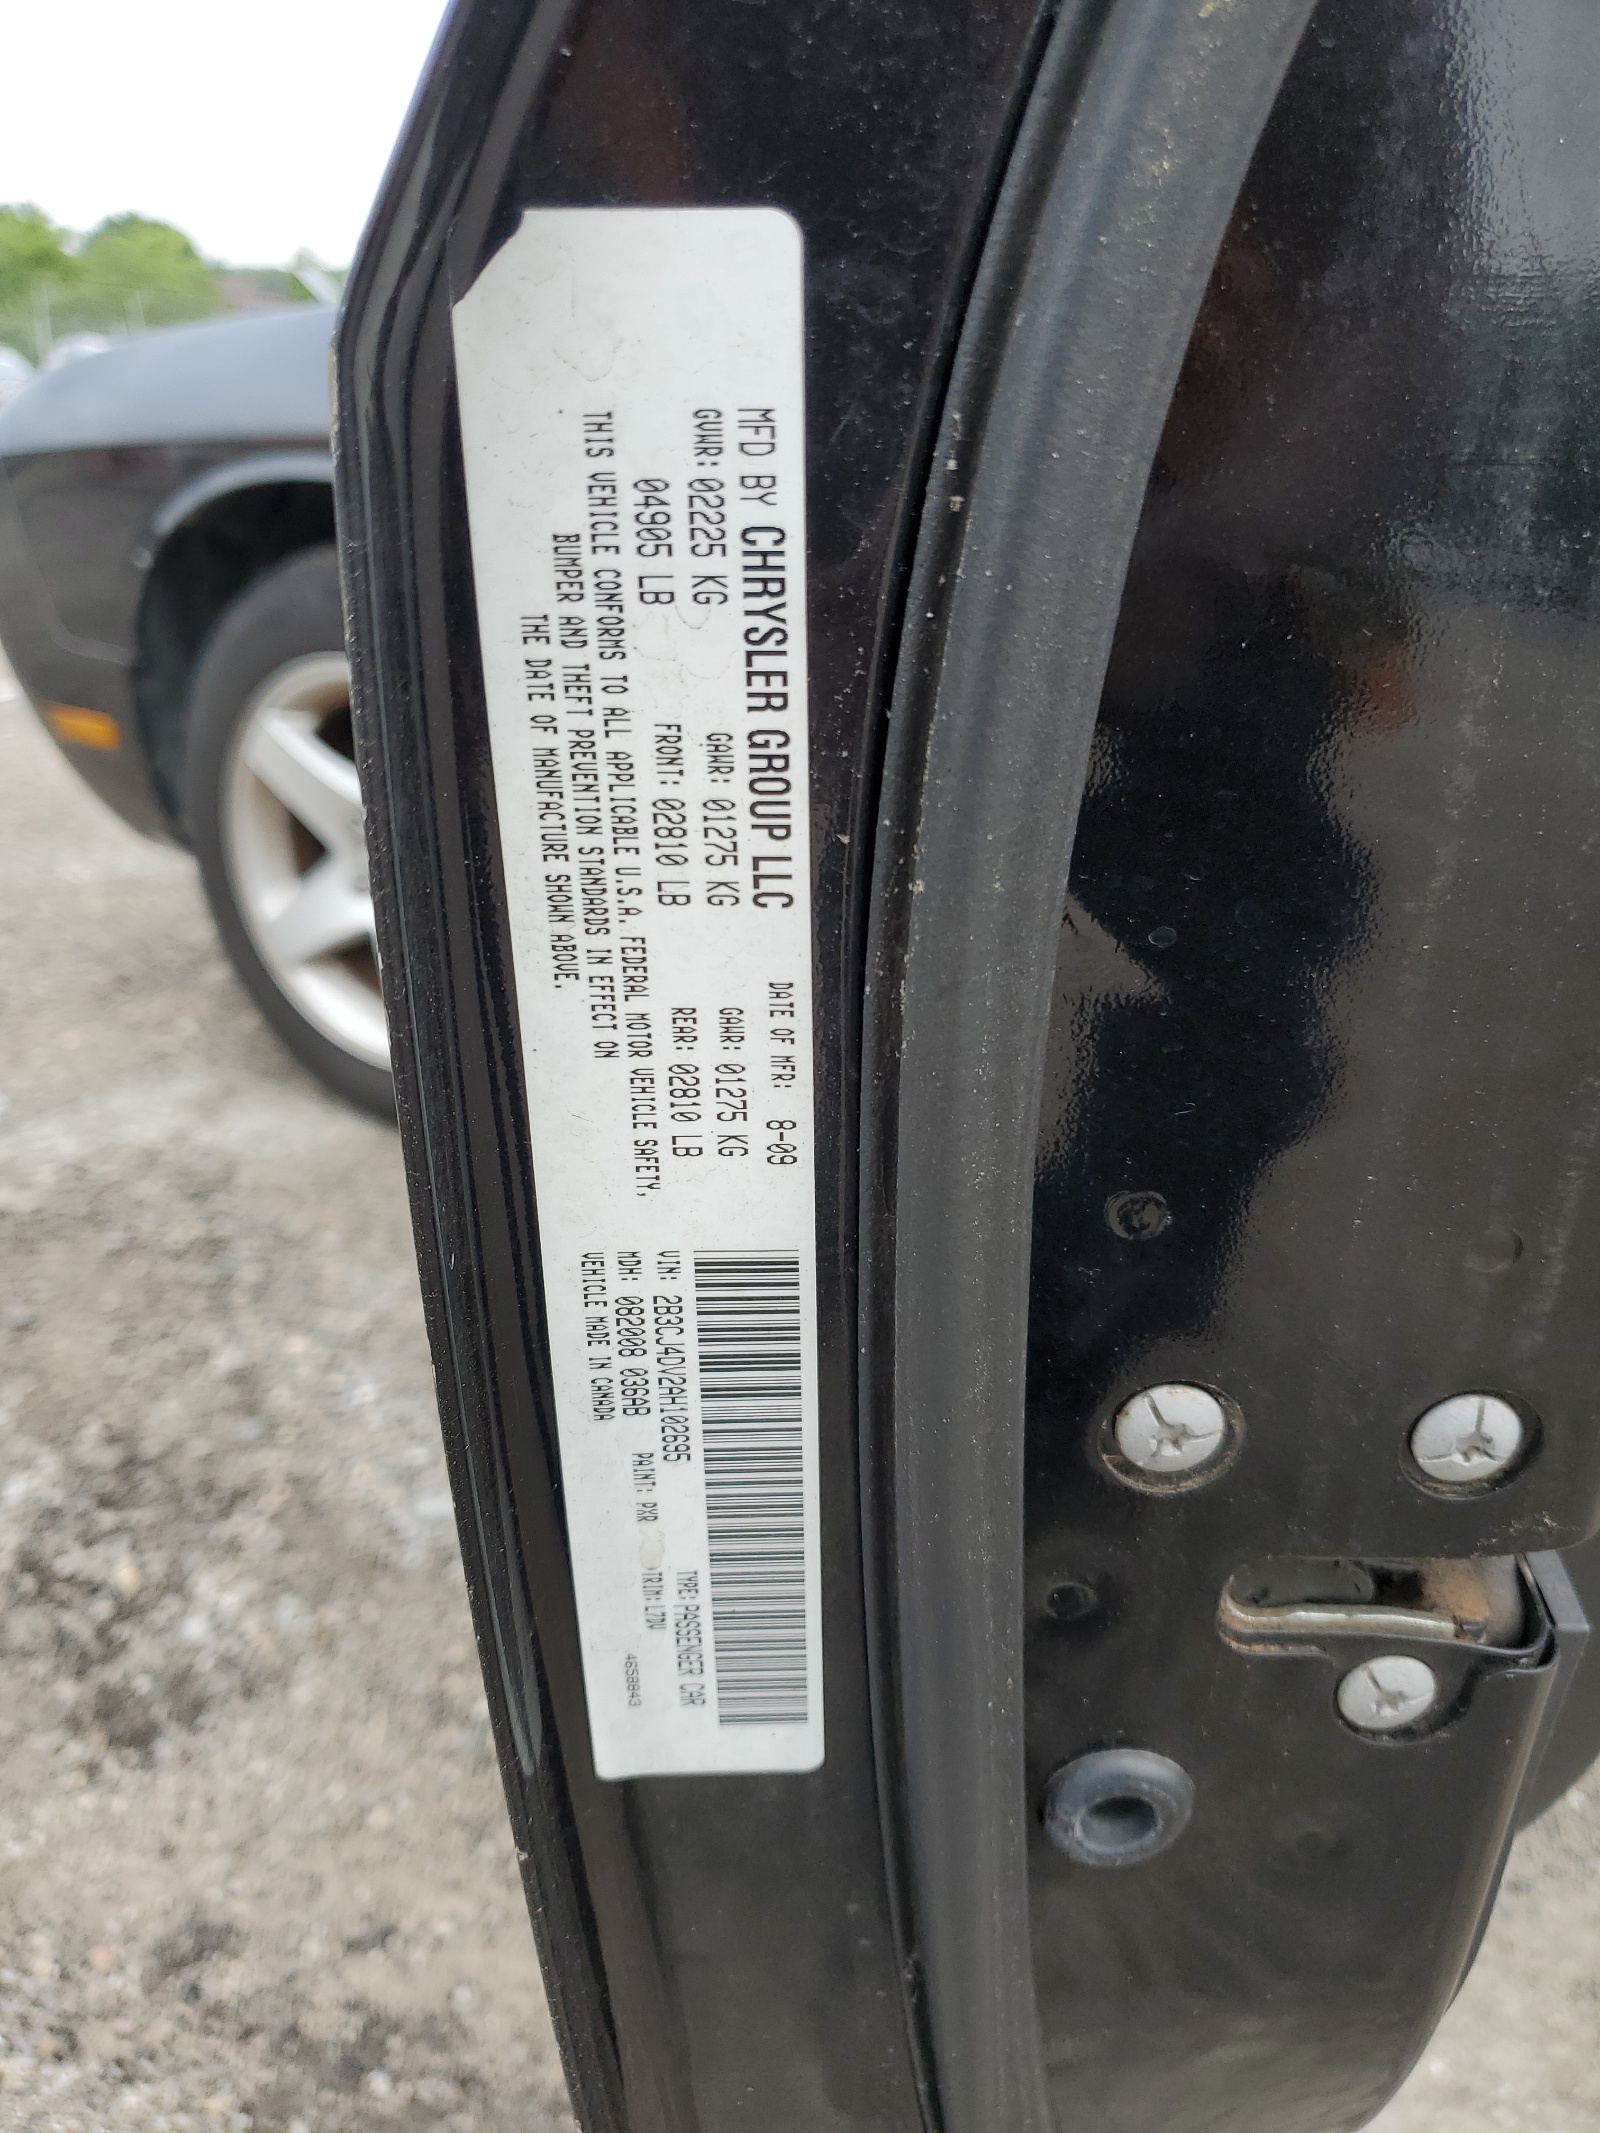 MFD BY CHRYSLER GROUP LLC DATE OF MFR: 8-09
GVWR: 02225 KG GAWR: 01275 KG GAWR: 01275 KG
04905 LB FRONT: 02810 LB REAR: 02810 LB
THIS VEHICLE CONFORMS TO ALL APPLICABLE U.S.A. FEDERAL MOTOR VEHICLE SAFETY,
BUMPER AND THEFT PREVENTION STANDARDS IN EFFECT ON
THE DATE OF MANUFACTURE SHOWN ABOVE.
VIN: 2B3CJ4DV2AH102695 TYPE: PASSENGER CAR
MDH: 082008 036AB PAINT: PXR TRIM: L7DV
VEHICLE MADE IN CANADA 4658843